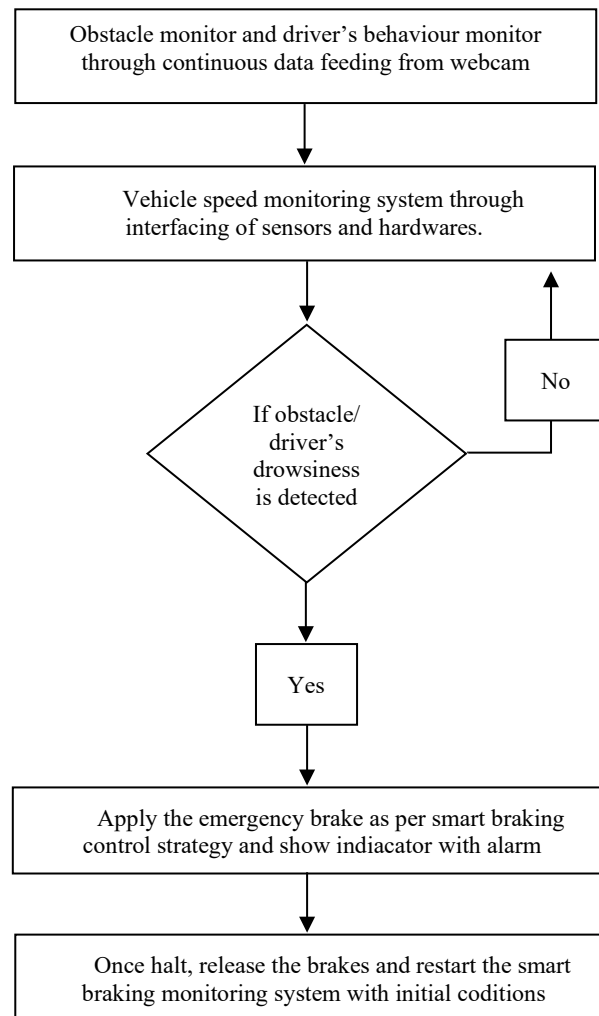 Obstacle monitor and driver’s behaviour monitor
through continuous data feeding from webcam
Vehicle speed monitoring system through
interfacing of sensors and hardwares.
No
If obstacle/
driver’s
drowsiness
is detected
Yes
Apply the emergency brake as per smart braking
control strategy and show indiacator with alarm
Once halt, release the brakes and restart the smart
braking monitoring system with initial coditions